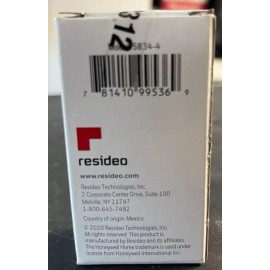 312
5834-4
7 81410 99536 9
resideo
www.resideo.com
Resideo Technologies, Inc.
2 Corporate Center Drive, Suite 100
Melville, NY 11747
1-800-645-7492
Country of origin: Mexico
© 2020 Resideo Technologies, Inc.
All rights reserved. This product is
manufactured by Resideo and its affiliates.
The Honeywell Home trademark is used under
license from Honeywell International Inc.